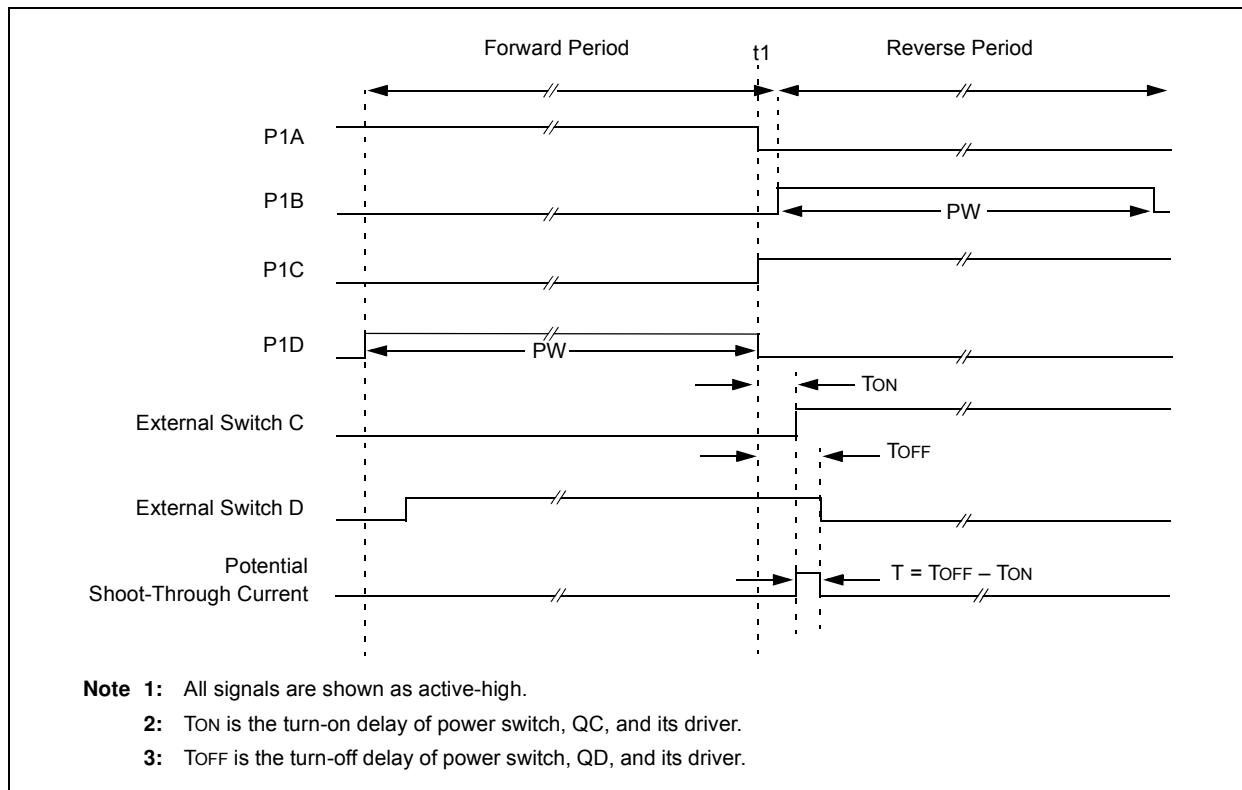 Forward Period
t1
Reverse Period
P1A
P1B
PW
P1C
P1D
PW
TON
External Switch C
TOFF
External Switch D
Potential
Shoot-Through Current
T = TOFF – TON
Note 1: All signals are shown as active-high.
2: TON is the turn-on delay of power switch, QC, and its driver.
3: TOFF is the turn-off delay of power switch, QD, and its driver.